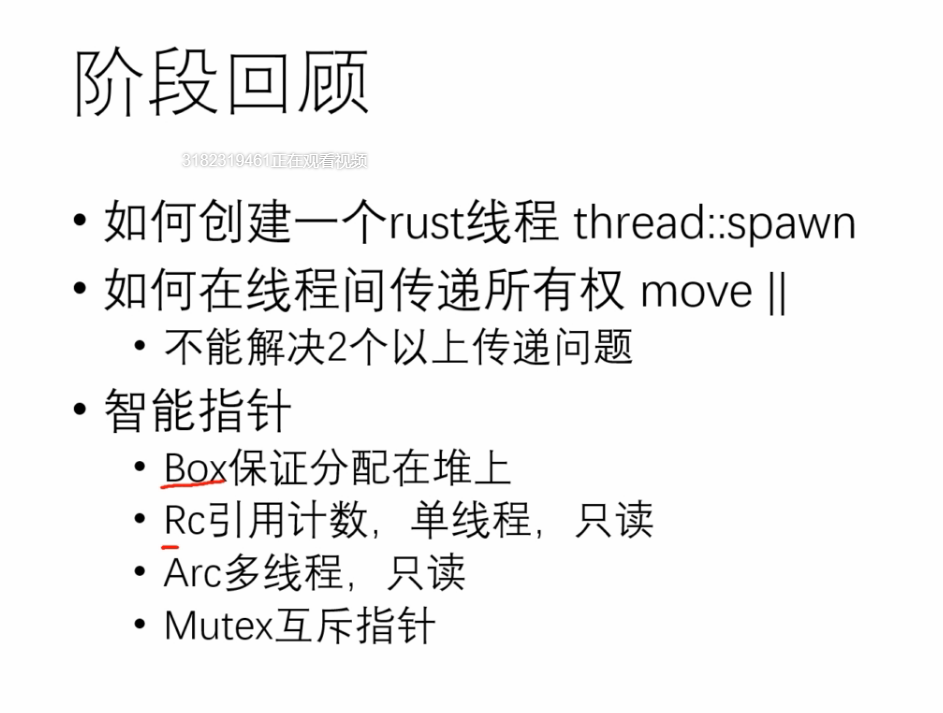 阶段回顾
3182319461正在观看视频
• 如何创建一个rust线程 thread::spawn
• 如何在线程间传递所有权 move ||
• 不能解决2个以上传递问题
• 智能指针
• Box保证分配在堆上
• Rc引用计数，单线程，只读
• Arc多线程，只读
• Mutex互斥指针